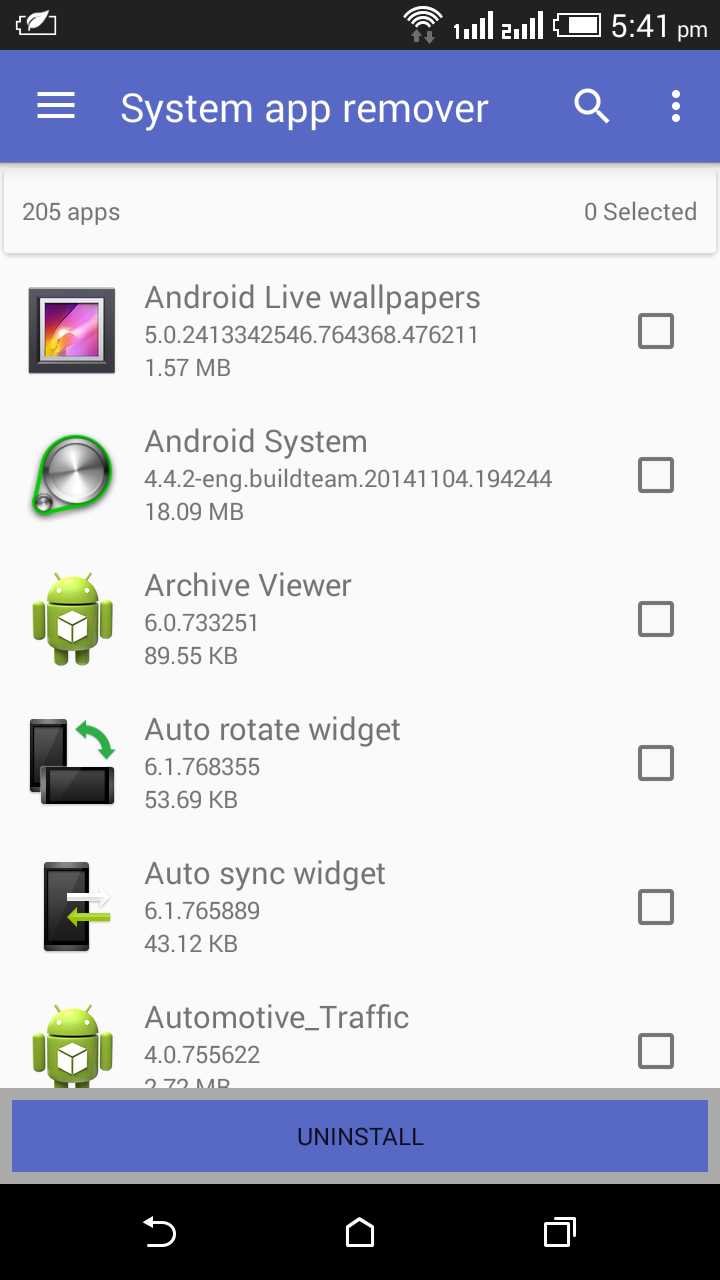 5:41 pm
System app remover
205 apps
0 Selected
Android Live wallpapers
5.0.2413342546.764368.476211
1.57 MB
Android System
4.4.2-eng.buildteam.20141104.194244
18.09 MB
Archive Viewer
6.0.733251
89.55 KB
Auto rotate widget
6.1.768355
53.69 KB
Auto sync widget
6.1.765889
43.12 KB
Automotive_Traffic
4.0.755622
2.72 MB
UNINSTALL